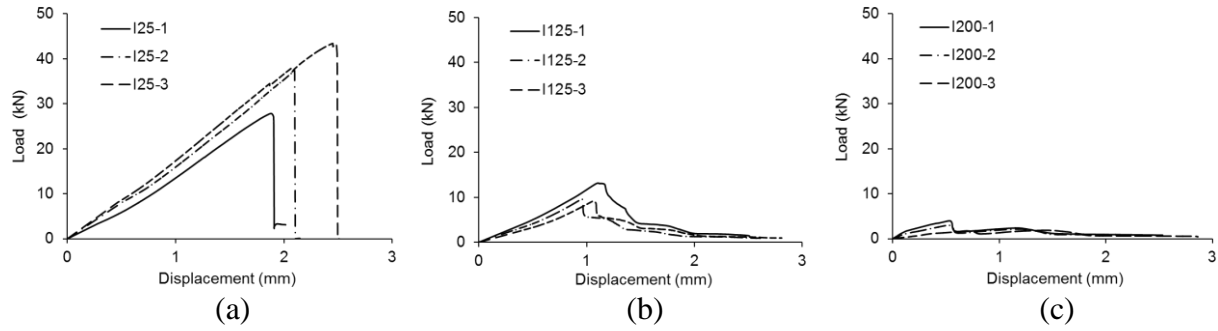 50
40
30
20
10
0
Load (kN)
I25-1
I25-2
I25-3
0 1 2 3
Displacement (mm)
(a)
50
40
30
20
10
0
Load (kN)
I125-1
I125-2
I125-3
0 1 2 3
Displacement (mm)
(b)
50
40
30
20
10
0
Load (kN)
I200-1
I200-2
I200-3
0 1 2 3
Displacement (mm)
(c)